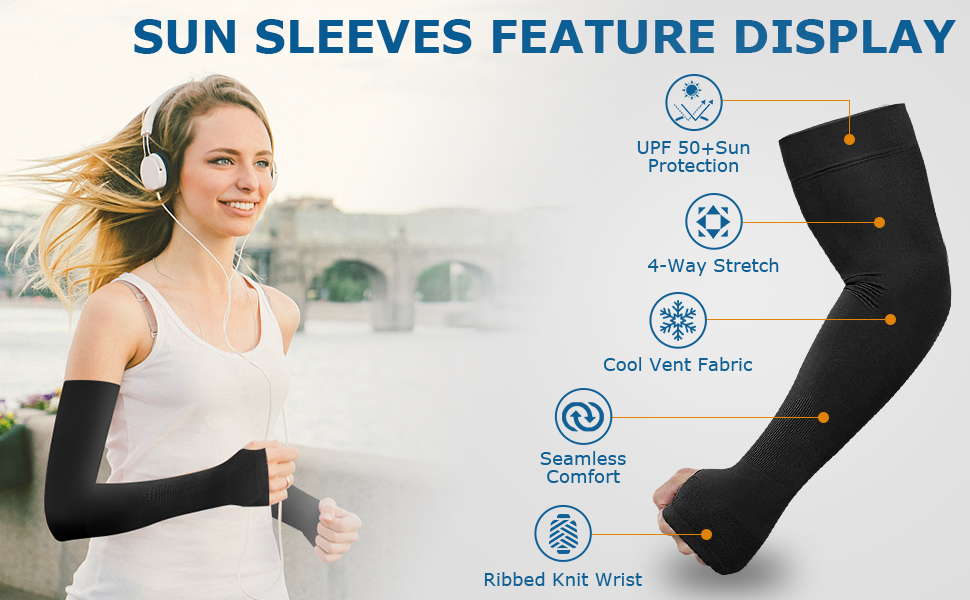 SUN SLEEVES FEATURE DISPLAY
UPF 50+Sun
Protection
4-Way Stretch
Cool Vent Fabric
Seamless
Comfort
Ribbed Knit Wrist